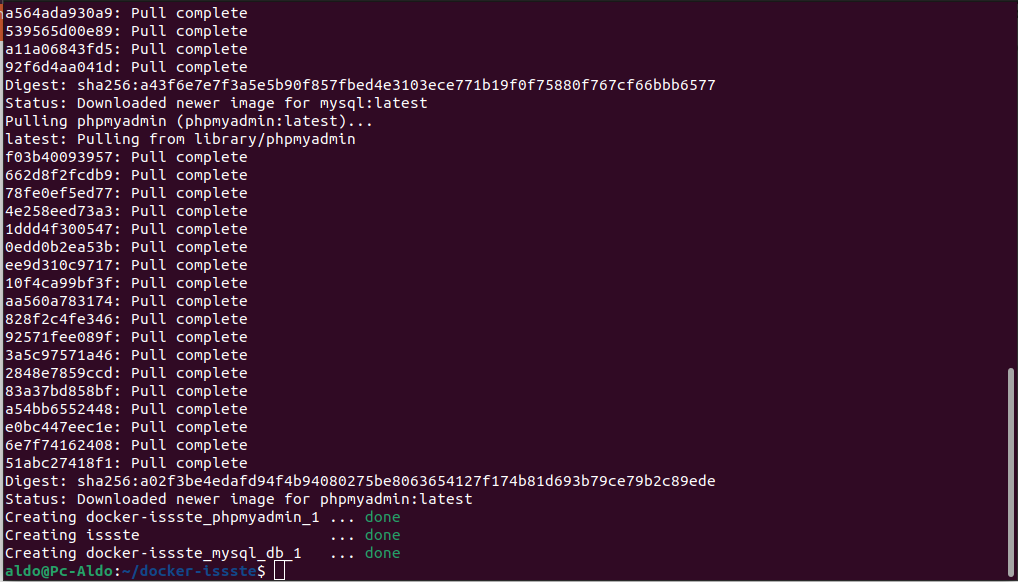 a564ada930a9: Pull complete
539565d00e89: Pull complete
a11a06843fd5: Pull complete
92f6d4aa041d: Pull complete
Digest: sha256:a43f6e7e7f3a5e5b90f857fbed4e3103ece771b19f0f75880f767cf66bbb6577
Status: Downloaded newer image for mysql:latest
Pulling phpmyadmin (phpmyadmin:latest)...
latest: Pulling from library/phpmyadmin
f03b40093957: Pull complete
662d8f2fcdb9: Pull complete
78fe0ef5ed77: Pull complete
4e258eed73a3: Pull complete
1ddd4f300547: Pull complete
0edd0b2ea53b: Pull complete
ee9d310c9717: Pull complete
10f4ca99bf3f: Pull complete
aa560a783174: Pull complete
828f2c4fe346: Pull complete
92571fee089f: Pull complete
3a5c97571a46: Pull complete
2848e7859ccd: Pull complete
83a37bd858bf: Pull complete
a54bb6552448: Pull complete
e0bc447eec1e: Pull complete
6e7f74162408: Pull complete
51abc27418f1: Pull complete
Digest: sha256:a02f3be4edafd94f4b94080275be8063654127f174b81d693b79ce79b2c89ede
Status: Downloaded newer image for phpmyadmin:latest
Creating docker-issste_phpmyadmin_1 ... done
Creating issste                     ... done
Creating docker-issste_mysql_db_1   ... done
aldo@Pc-Aldo:~/docker-issste$